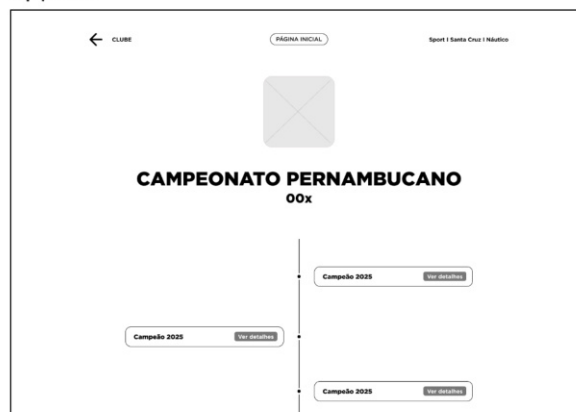 CLUBE
PÁGINA INICIAL
Sport I Santa Cruz I Náutico
CAMPEONATO PERNAMBUCANO
00x
Campeão 2025 Ver detalhes
Campeão 2025 Ver detalhes
Campeão 2025 Ver detalhes